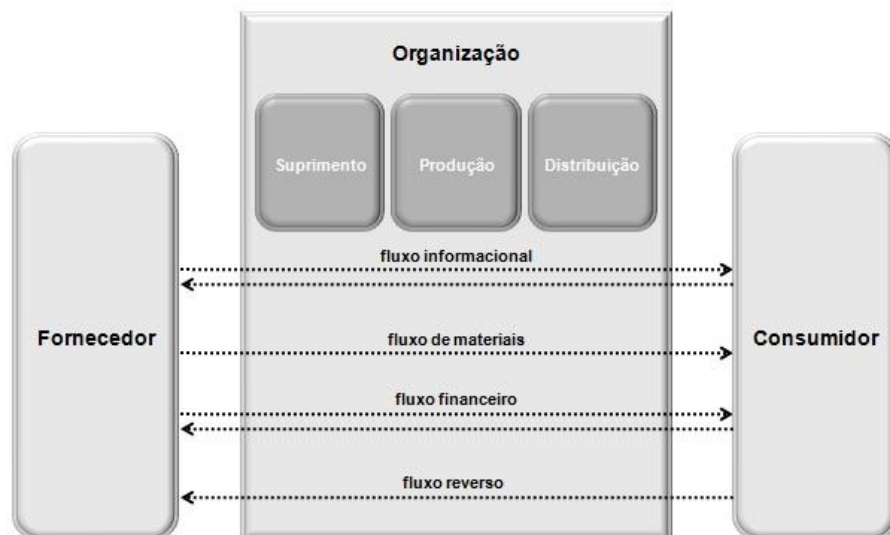 Organização
Suprimento
Produção
Distribuição
fluxo informacional
Fornecedor
fluxo de materiais
Consumidor
fluxo financeiro
fluxo reverso